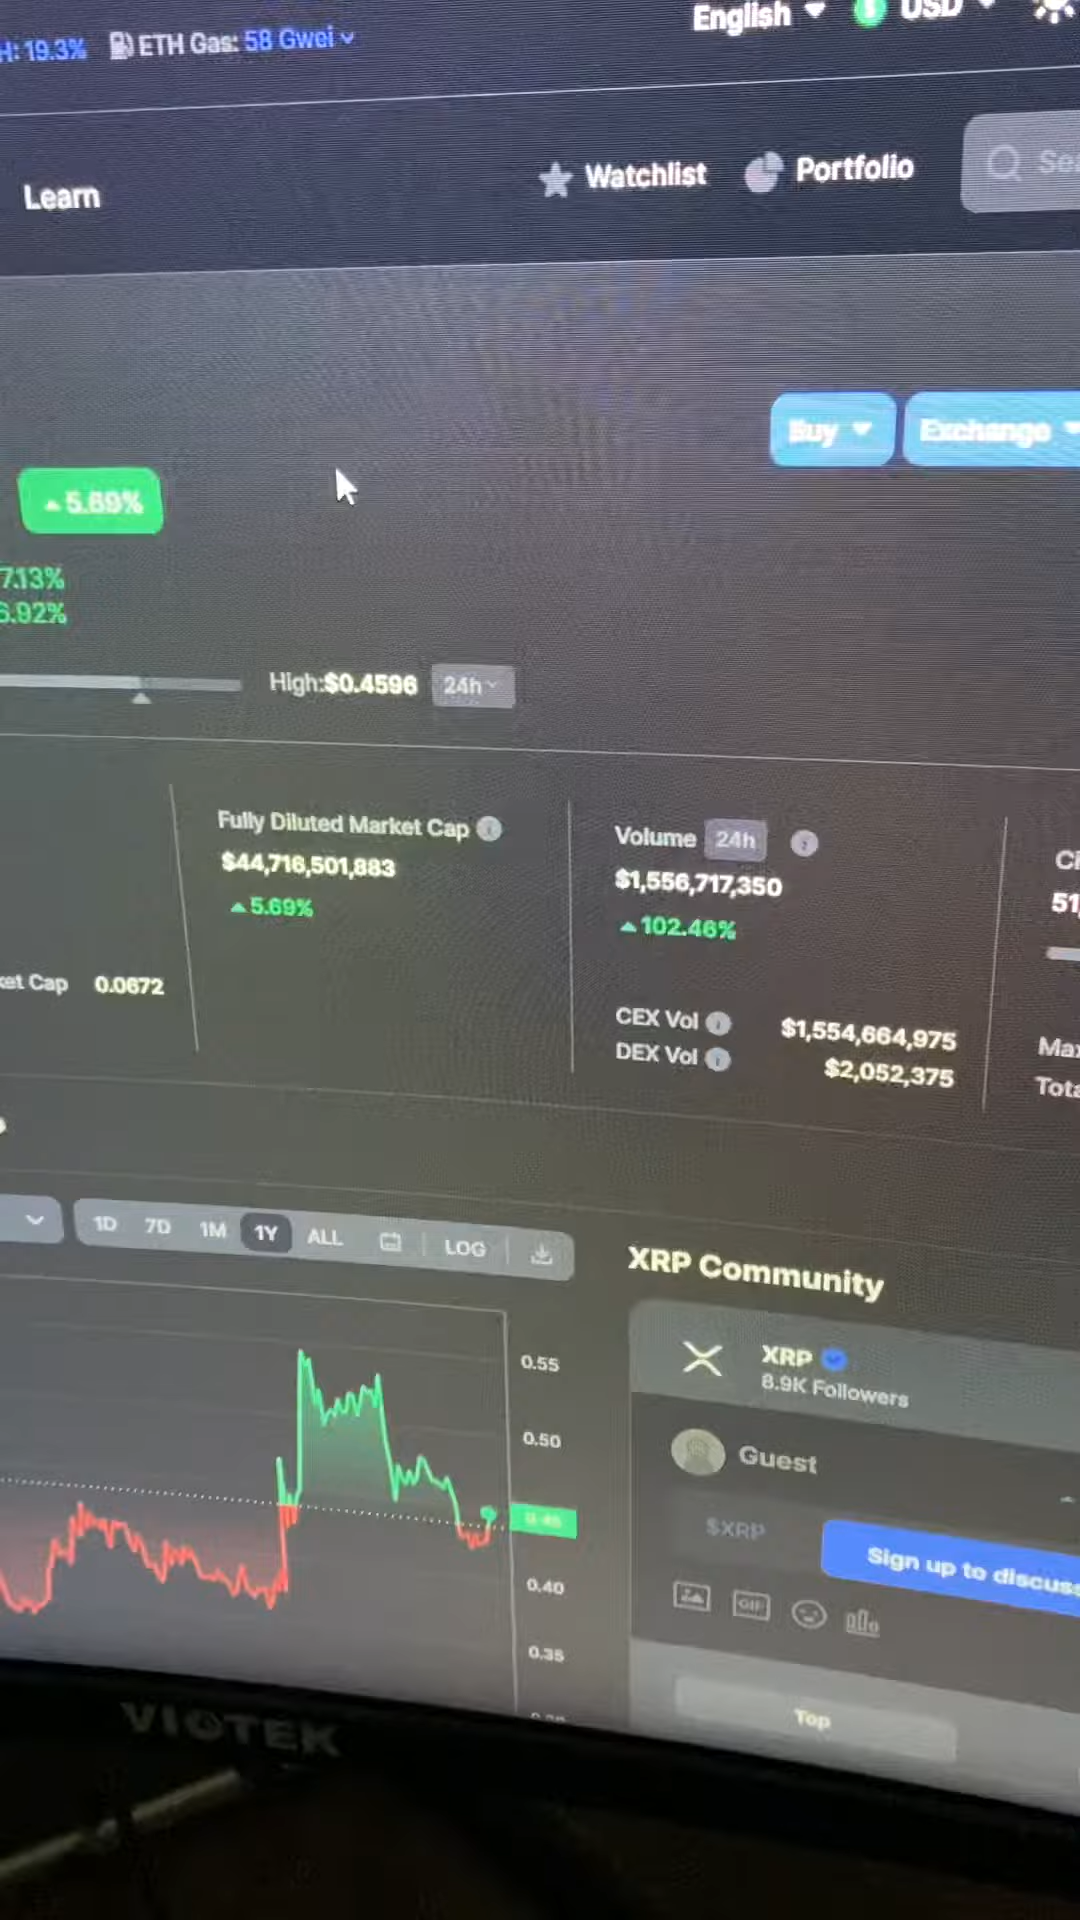 H: 19.3% ETH Gas: 58 Gwei
English USD
Learn Watchlist Portfolio
Buy Exchange
5.69%
7.13%
6.92%
High:$0.4596 24h
Fully Diluted Market Cap
$44,716,501,883
5.69%
Volume 24h
$1,556,717,350
102.46%
CEX Vol $1,554,664,975
DEX Vol $2,052,375
51,
ket Cap 0.0672
1D 7D 1M 1Y ALL LOG
0.55
0.50
0.40
0.35
XRP Community
XRP
8.9K Followers
Guest
$XRP
Sign up to discuss
GIF
Top
VIOTEK